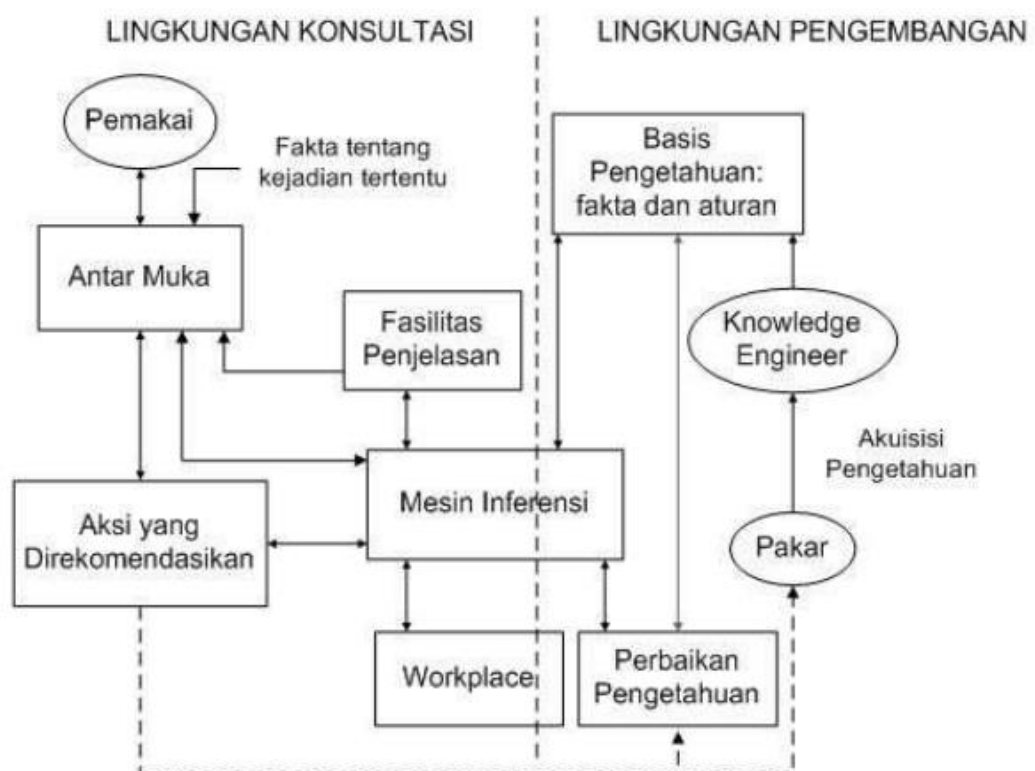 LINGKUNGAN KONSULTASI
LINGKUNGAN PENGEMBANGAN
Pemakai
Fakta tentang
kejadian tertentu
Basis
Pengetahuan:
fakta dan aturan
Antar Muka
Fasilitas
Penjelasan
Knowledge
Engineer
Akuisisi
Pengetahuan
Mesin Inferensi
Aksi yang
Direkomendasikan
Pakar
Workplace
Perbaikan
Pengetahuan